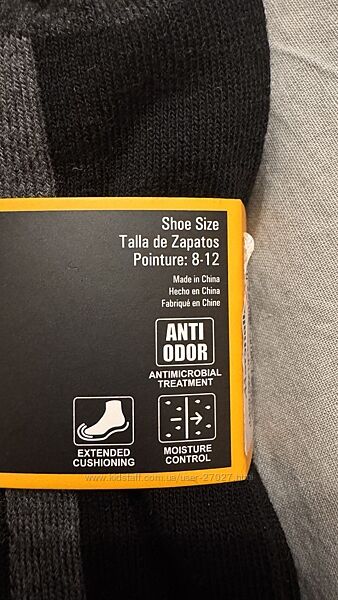 Shoe Size
Talla de Zapatos
Pointure: 8-12
Made in China
Hecho en China
Fabriqué en Chine
ANTI
ODOR
ANTIMICROBIAL
TREATMENT
EXTENDED
CUSHIONING
MOISTURE
CONTROL